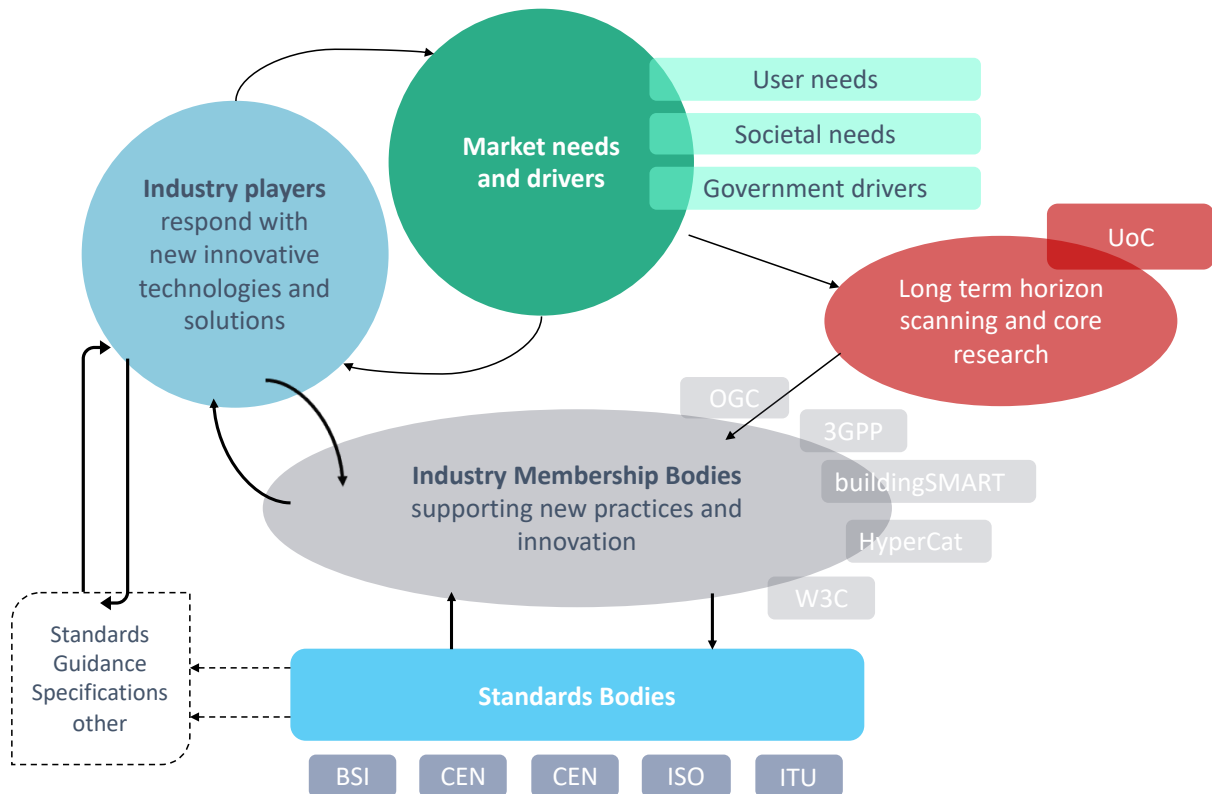 Market needs
and drivers
User needs
Societal needs
Government drivers
Industry players
respond with
new innovative
technologies and
solutions
UoC
Long term horizon
scanning and core
research
OGC
3GPP
buildingSMART
HyperCat
W3C
Industry Membership Bodies
supporting new practices and
innovation
Standards
Guidance
Specifications
other
Standards Bodies
BSI
CEN
CEN
ISO
ITU